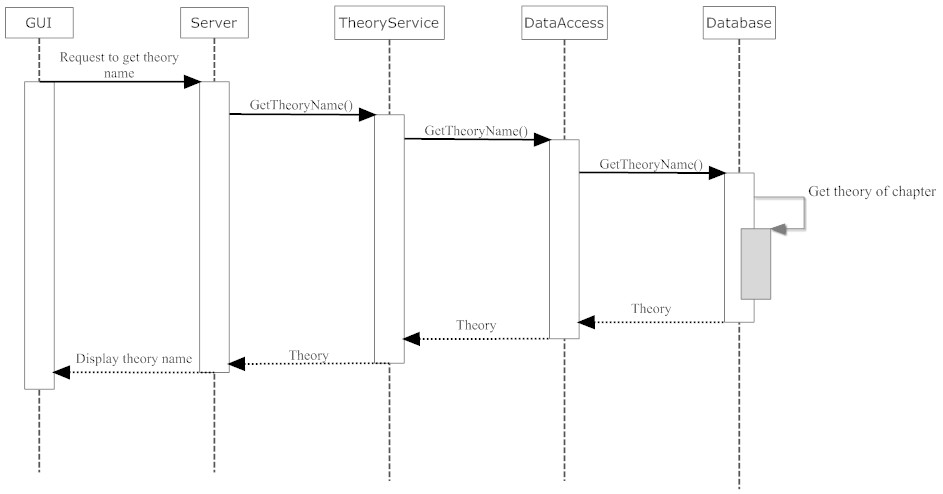 GUI
Server
TheoryService
DataAccess
Database
Request to get theory
name
GetTheoryName()
GetTheoryName()
GetTheoryName()
Get theory of chapter
Theory
Theory
Theory
Display theory name